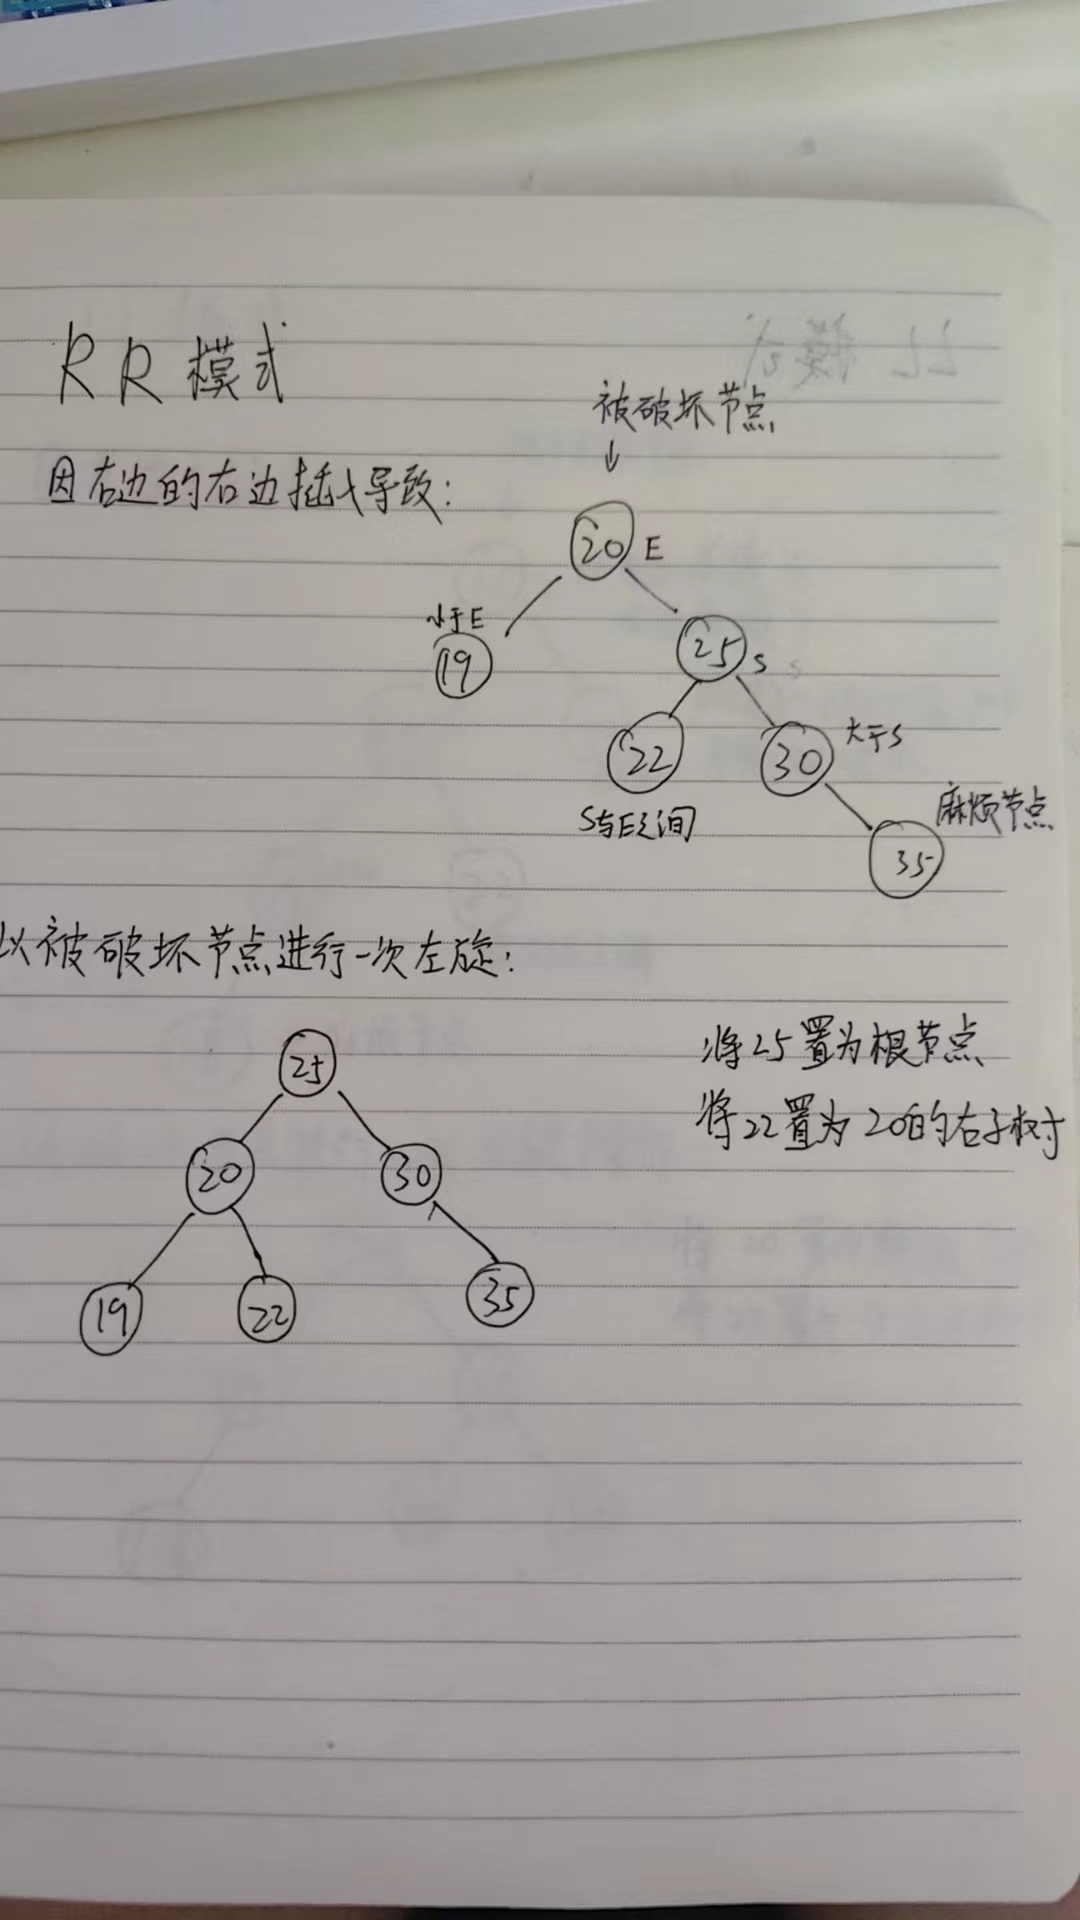 RR模式
被破坏节点
↓
因右边的右边插入导致:
20 E
小于E
19
25 S
22
30 大于S
S与E之间
麻烦节点
35
以被破坏节点进行一次左旋:
将25置为根节点
将22置为20的右子树
25
20 30
19 22 35